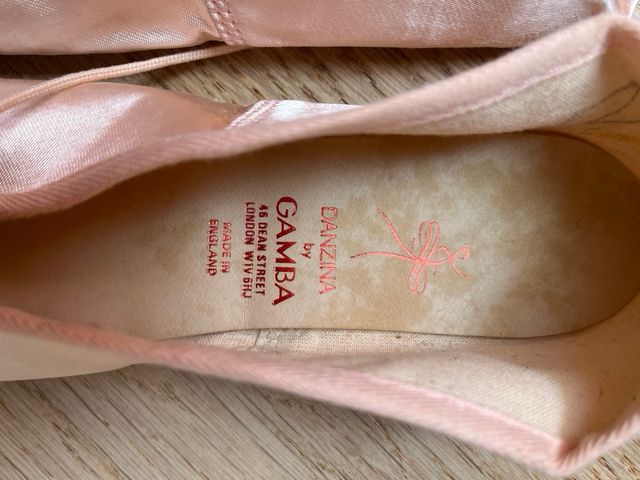 DANZINA
by
GAMBA
46 DEAN STREET
LONDON W1V 6HJ
MADE IN
ENGLAND